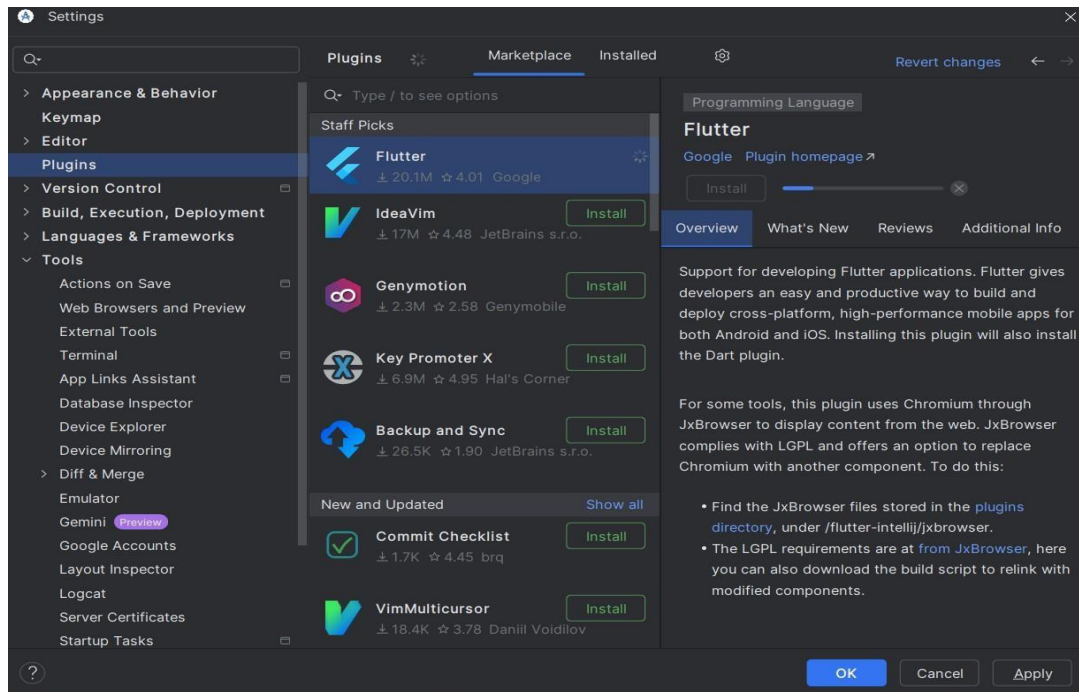 Settings
Plugins
Marketplace
Installed
Revert changes
Appearance & Behavior
Keymap
Editor
Plugins
Version Control
Build, Execution, Deployment
Languages & Frameworks
Tools
Actions on Save
Web Browsers and Preview
External Tools
Terminal
App Links Assistant
Database Inspector
Device Explorer
Device Mirroring
Diff & Merge
Emulator
Gemini Preview
Google Accounts
Layout Inspector
Logcat
Server Certificates
Startup Tasks
Type / to see options
Staff Picks
Flutter
20.1M 4.01 Google
IdeaVim
Install
17M 4.48 JetBrains s.r.o.
Genymotion
Install
2.3M 2.58 Genymobile
Key Promoter X
Install
6.9M 4.95 Hal's Corner
Backup and Sync
Install
26.5K 1.90 JetBrains s.r.o.
New and Updated
Show all
Commit Checklist
Install
1.7K 4.45 brq
VimMulticursor
Install
18.4K 3.78 Daniil Voidilov
Programming Language
Flutter
Google Plugin homepage
Install
Overview
What's New
Reviews
Additional Info
Support for developing Flutter applications. Flutter gives
developers an easy and productive way to build and
deploy cross-platform, high-performance mobile apps for
both Android and iOS. Installing this plugin will also install
the Dart plugin.
For some tools, this plugin uses Chromium through
JxBrowser to display content from the web. JxBrowser
complies with LGPL and offers an option to replace
Chromium with another component. To do this:
• Find the JxBrowser files stored in the plugins
directory, under /flutter-intellij/jxbrowser.
• The LGPL requirements are at from JxBrowser, here
you can also download the build script to relink with
modified components.
?
OK
Cancel
Apply